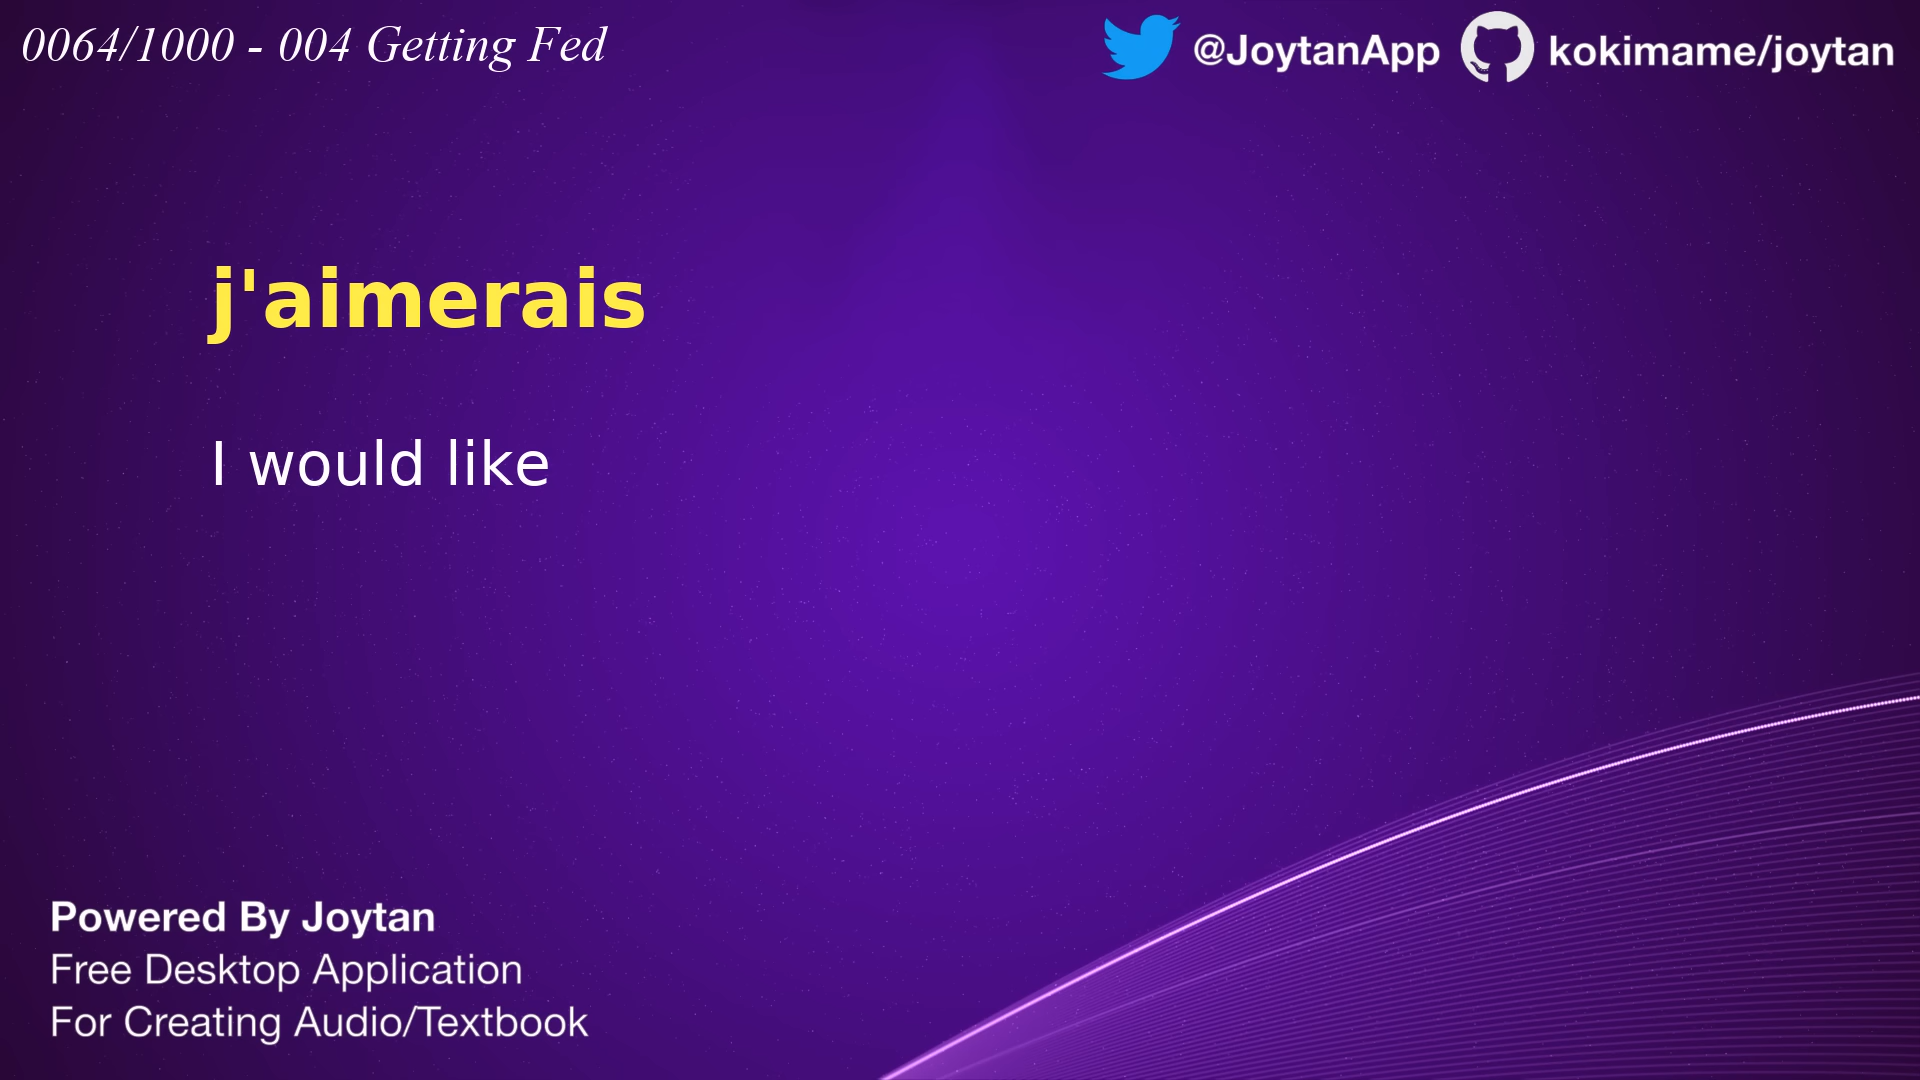 0064/1000 - 004 Getting Fed
@JoytanApp
kokimame/joytan
j'aimerais
I would like
Powered By Joytan
Free Desktop Application
For Creating Audio/Textbook